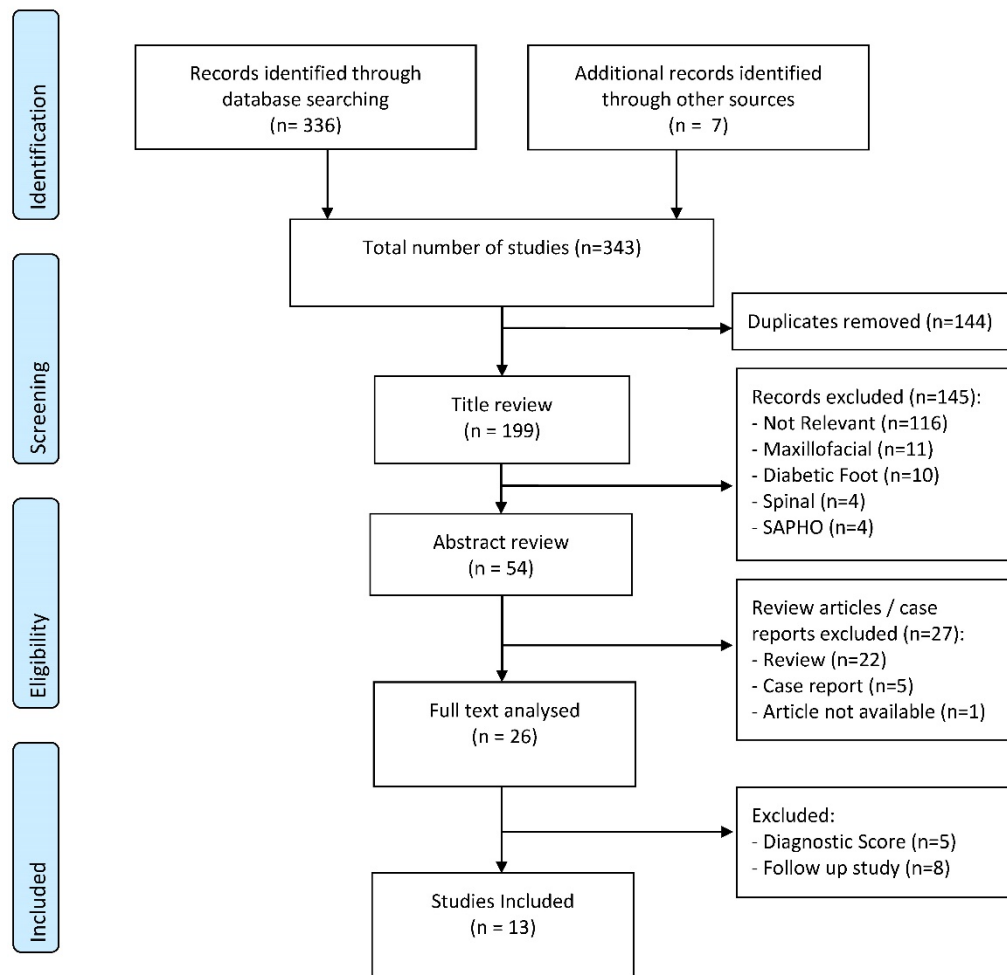 Identification
Records identified through
database searching
(n= 336)
Additional records identified
through other sources
(n = 7)
Total number of studies (n=343)
Screening
Duplicates removed (n=144)
Title review
(n = 199)
Records excluded (n=145):
- Not Relevant (n=116)
- Maxillofacial (n=11)
- Diabetic Foot (n=10)
- Spinal (n=4)
- SAPHO (n=4)
Eligibility
Abstract review
(n = 54)
Review articles / case
reports excluded (n=27):
- Review (n=22)
- Case report (n=5)
- Article not available (n=1)
Full text analysed
(n = 26)
Included
Excluded:
- Diagnostic Score (n=5)
- Follow up study (n=8)
Studies Included
(n = 13)